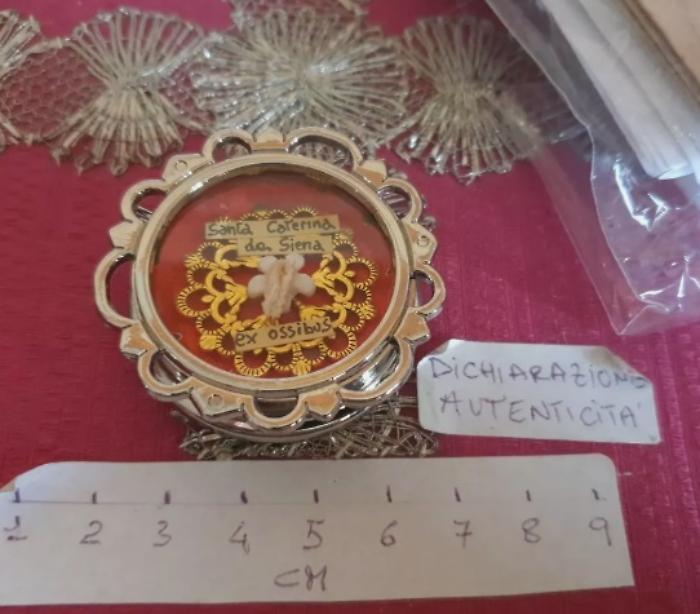 Santa Caterina
da Siena
ex ossibus
DICHIARAZIONE
AUTENTICITA'
1 2 3 4 5 6 7 8 9
CM